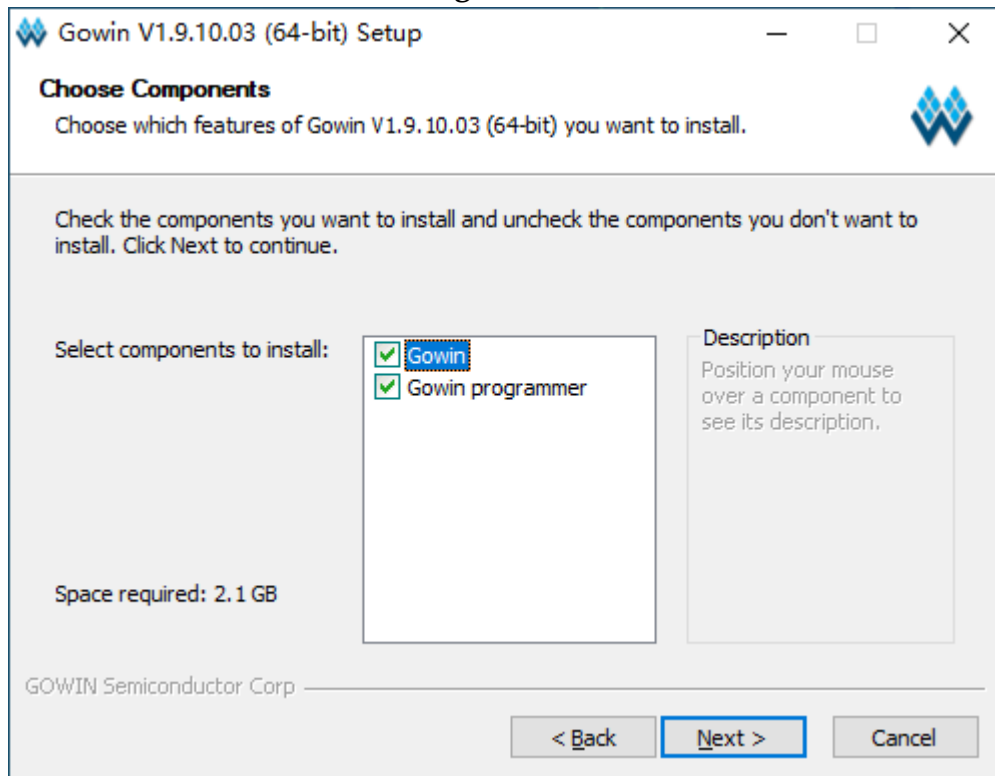 Gowin V1.9.10.03 (64-bit) Setup
Choose Components
Choose which features of Gowin V1.9.10.03 (64-bit) you want to install.
Check the components you want to install and uncheck the components you don't want to
install. Click Next to continue.
Select components to install:
Gowin
Gowin programmer
Description
Position your mouse
over a component to
see its description.
Space required: 2.1 GB
GOWIN Semiconductor Corp
< Back
Next >
Cancel